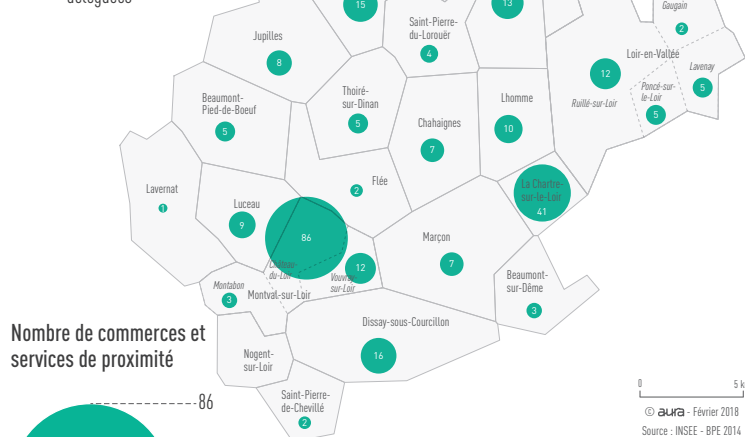 déléguées
15
13
Gaugain
2
Saint-Pierre-
du-Lorouër
4
Jupilles
8
Loir-en-Vallée
12
Lavenay
5
Ruillé-sur-Loir
Poncé-sur-
le-Loir
5
Beaumont-
Pied-de-Boeuf
5
Thoiré-
sur-Dinan
5
Lhomme
10
Chahaignes
7
Lavernat
1
Flée
2
La Chartre-
sur-le-Loir
41
Luceau
9
86
Marçon
7
Château-
du-Loir
Vouvray-
sur-Loir
12
Beaumont-
sur-Dême
3
Montabon
3
Montval-sur-Loir
Dissay-sous-Courcillon
16
Nogent-
sur-Loir
Saint-Pierre-
de-Chevillé
2
Nombre de commerces et
services de proximité
86
0
5 k
© aura - Février 2018
Source : INSEE - BPE 2014